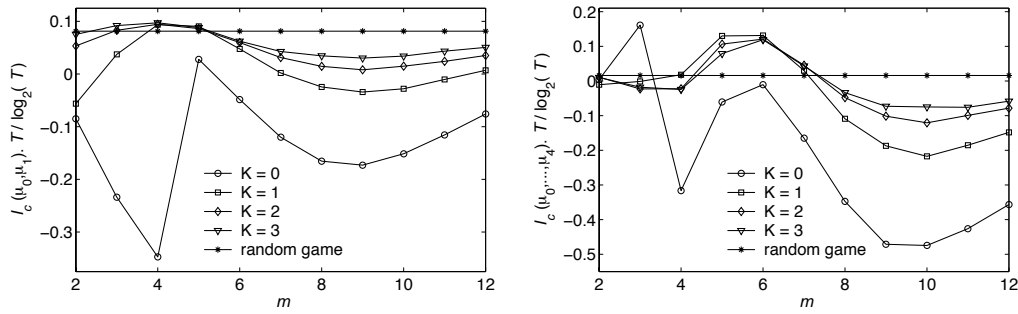 I_c (μ_0,μ_1). T / log_2( T)
0.1
0
−0.1
−0.2
−0.3
2
4
6
8
10
12
m
K = 0
K = 1
K = 2
K = 3
random game
I_c (μ_0,...,μ_4). T / log_2( T)
0.2
0.1
0
−0.1
−0.2
−0.3
−0.4
−0.5
2
4
6
8
10
12
m
K = 0
K = 1
K = 2
K = 3
random game